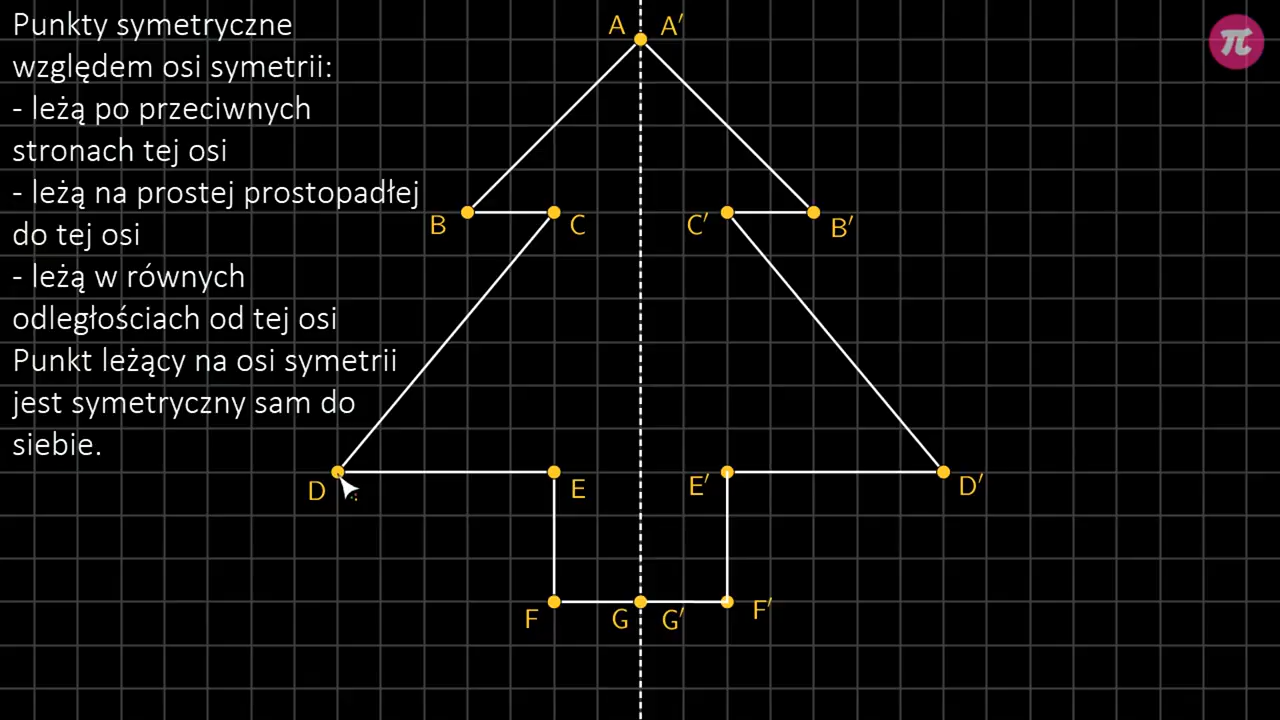 Punkty symetryczne
względem osi symetrii:
- leżą po przeciwnych
stronach tej osi
- leżą na prostej prostopadłej
do tej osi
- leżą w równych
odległościach od tej osi
Punkt leżący na osi symetrii
jest symetryczny sam do
siebie.
A A′
B C C′ B′
D E E′ D′
F G G′ F′
π